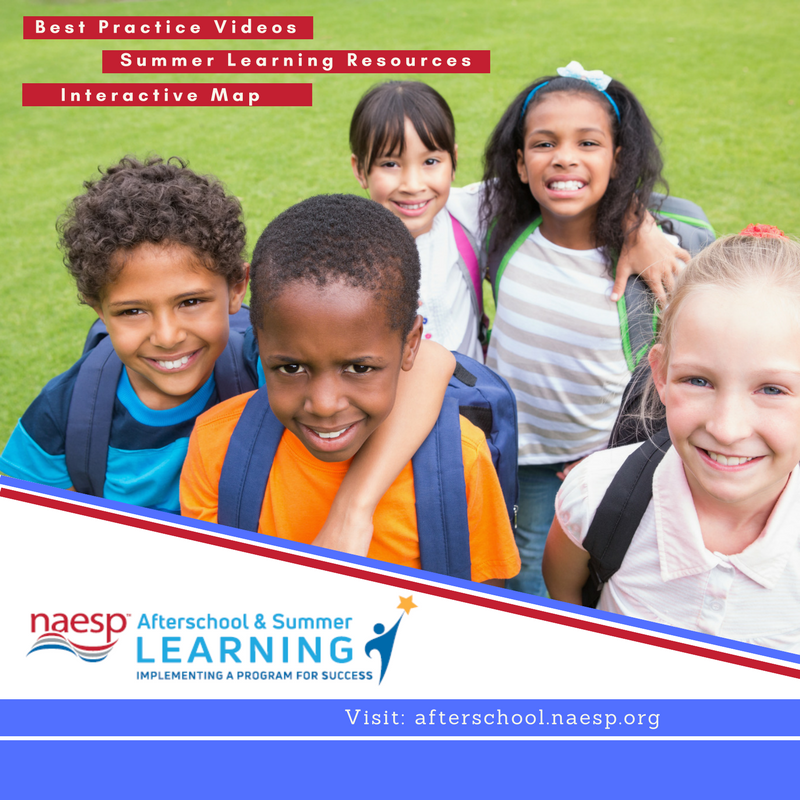 Best Practice Videos
Summer Learning Resources
Interactive Map
naesp™ Afterschool & Summer
LEARNING
IMPLEMENTING A PROGRAM FOR SUCCESS
Visit: afterschool.naesp.org